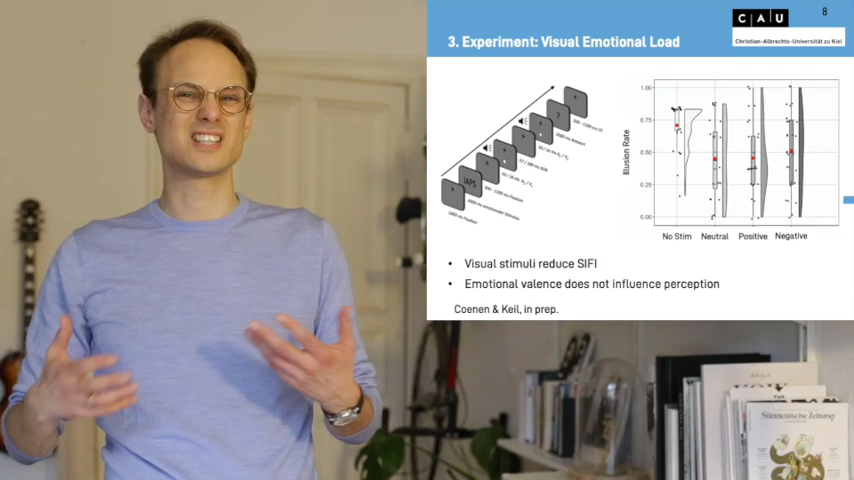 8
CAU
Christian-Albrechts-Universität zu Kiel
3. Experiment: Visual Emotional Load
IAPS
?
1.00
0.75
0.50
0.25
0.00
Illusion Rate
No Stim Neutral Positive Negative
• Visual stimuli reduce SIFI
• Emotional valence does not influence perception
Coenen & Keil, in prep.
Süddeutsche Zeitung